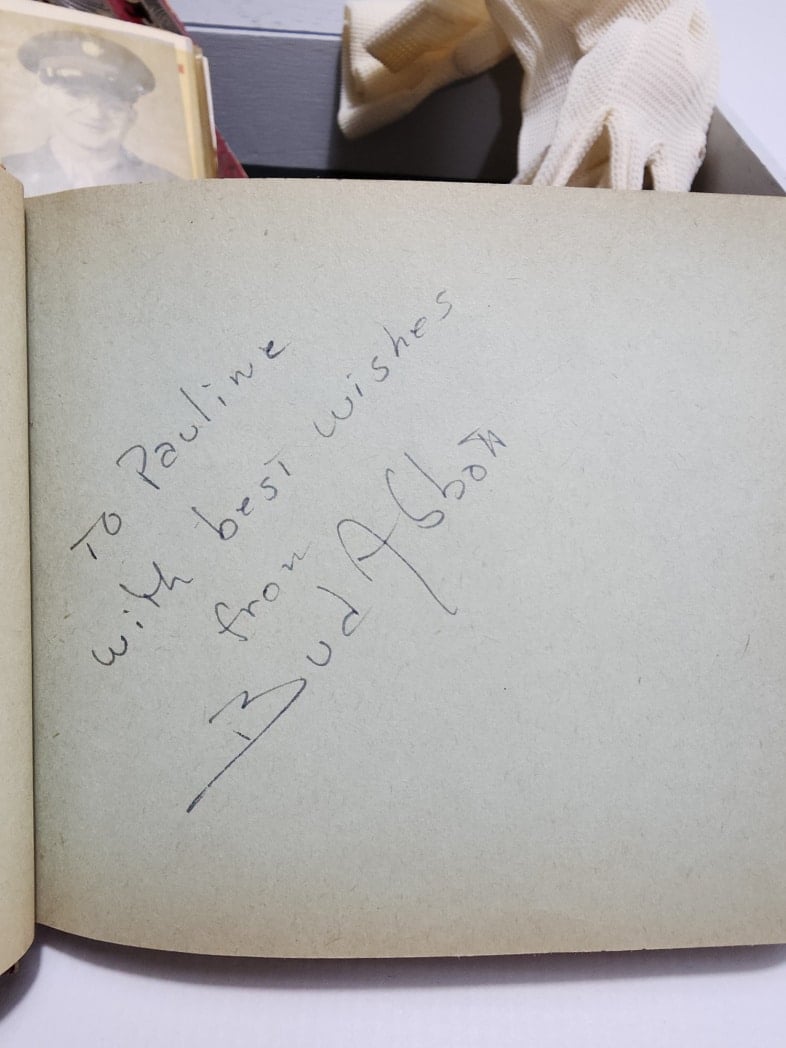 To Pauline
with best wishes
from
Bud Abbott